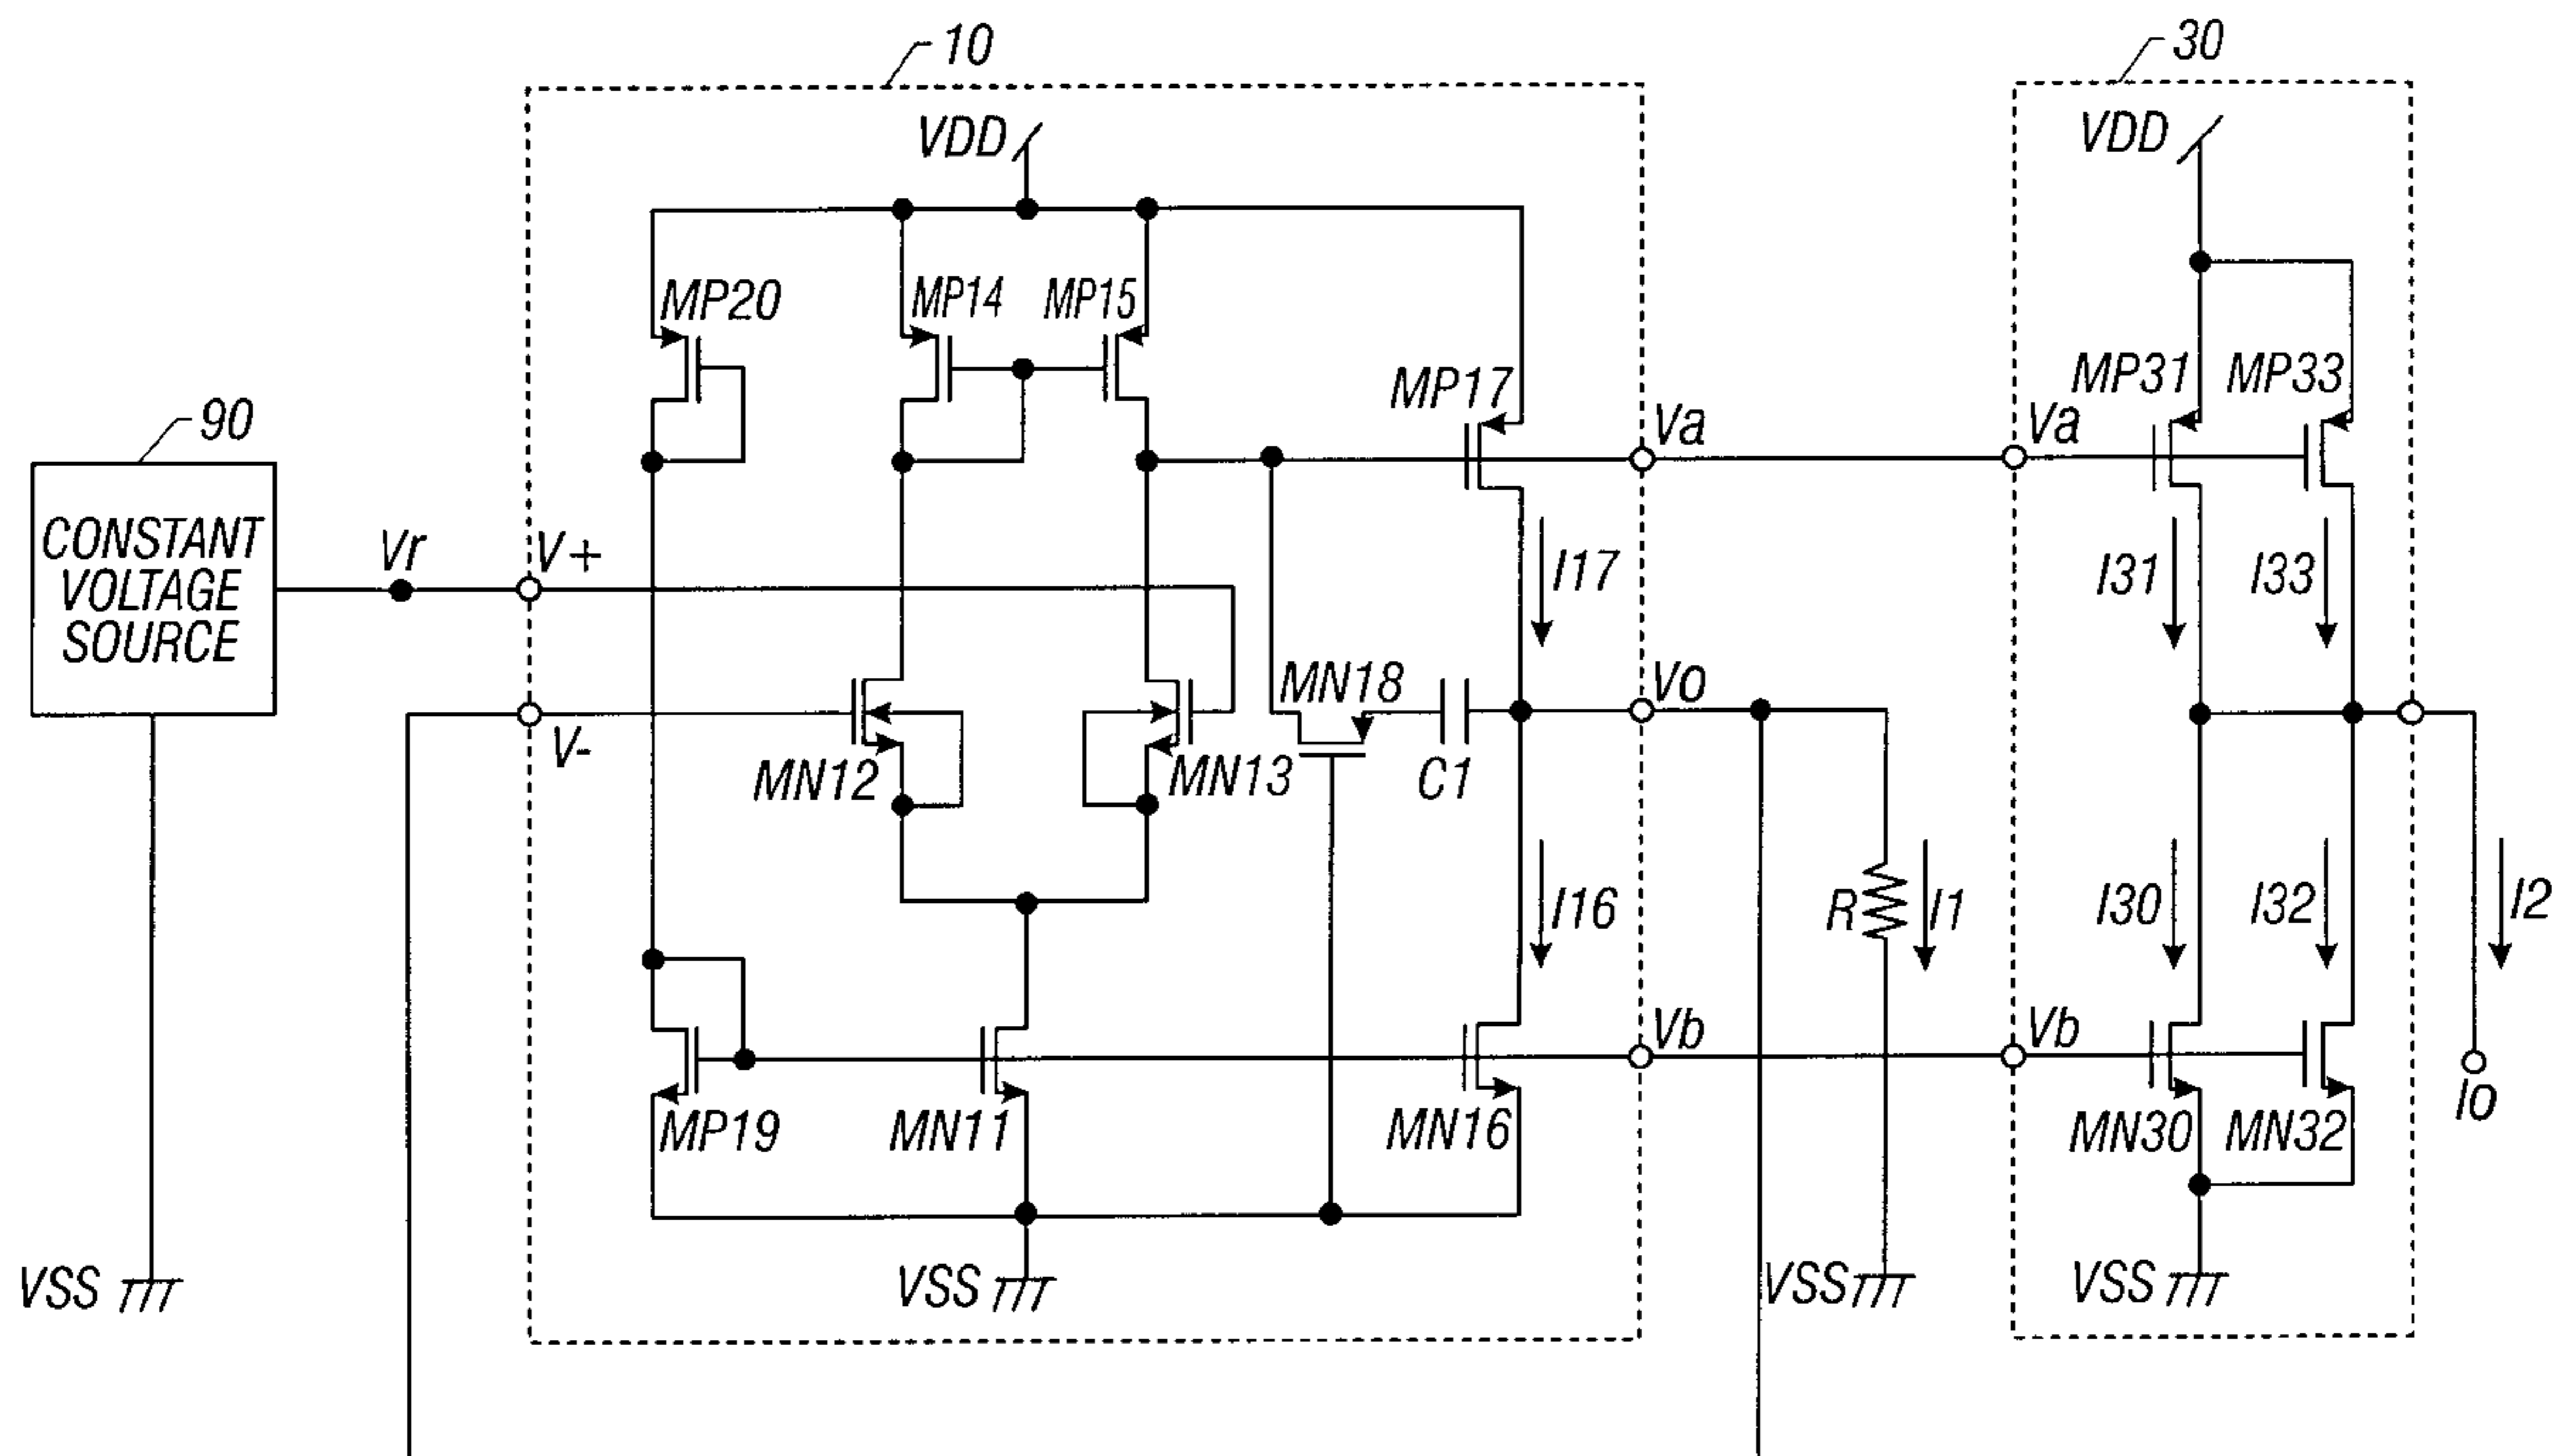 10
30
VDD
VDD
MP20
MP14
MP15
MP17
Va
Va
MP31
MP33
90
CONSTANT
VOLTAGE
SOURCE
Vr
V+
V-
I17
I31
I33
MN12
MN13
MN18
C1
Vo
I16
R
I1
I30
I32
I2
MP19
MN11
MN16
Vb
Vb
MN30
MN32
Io
VSS
VSS
VSS
VSS